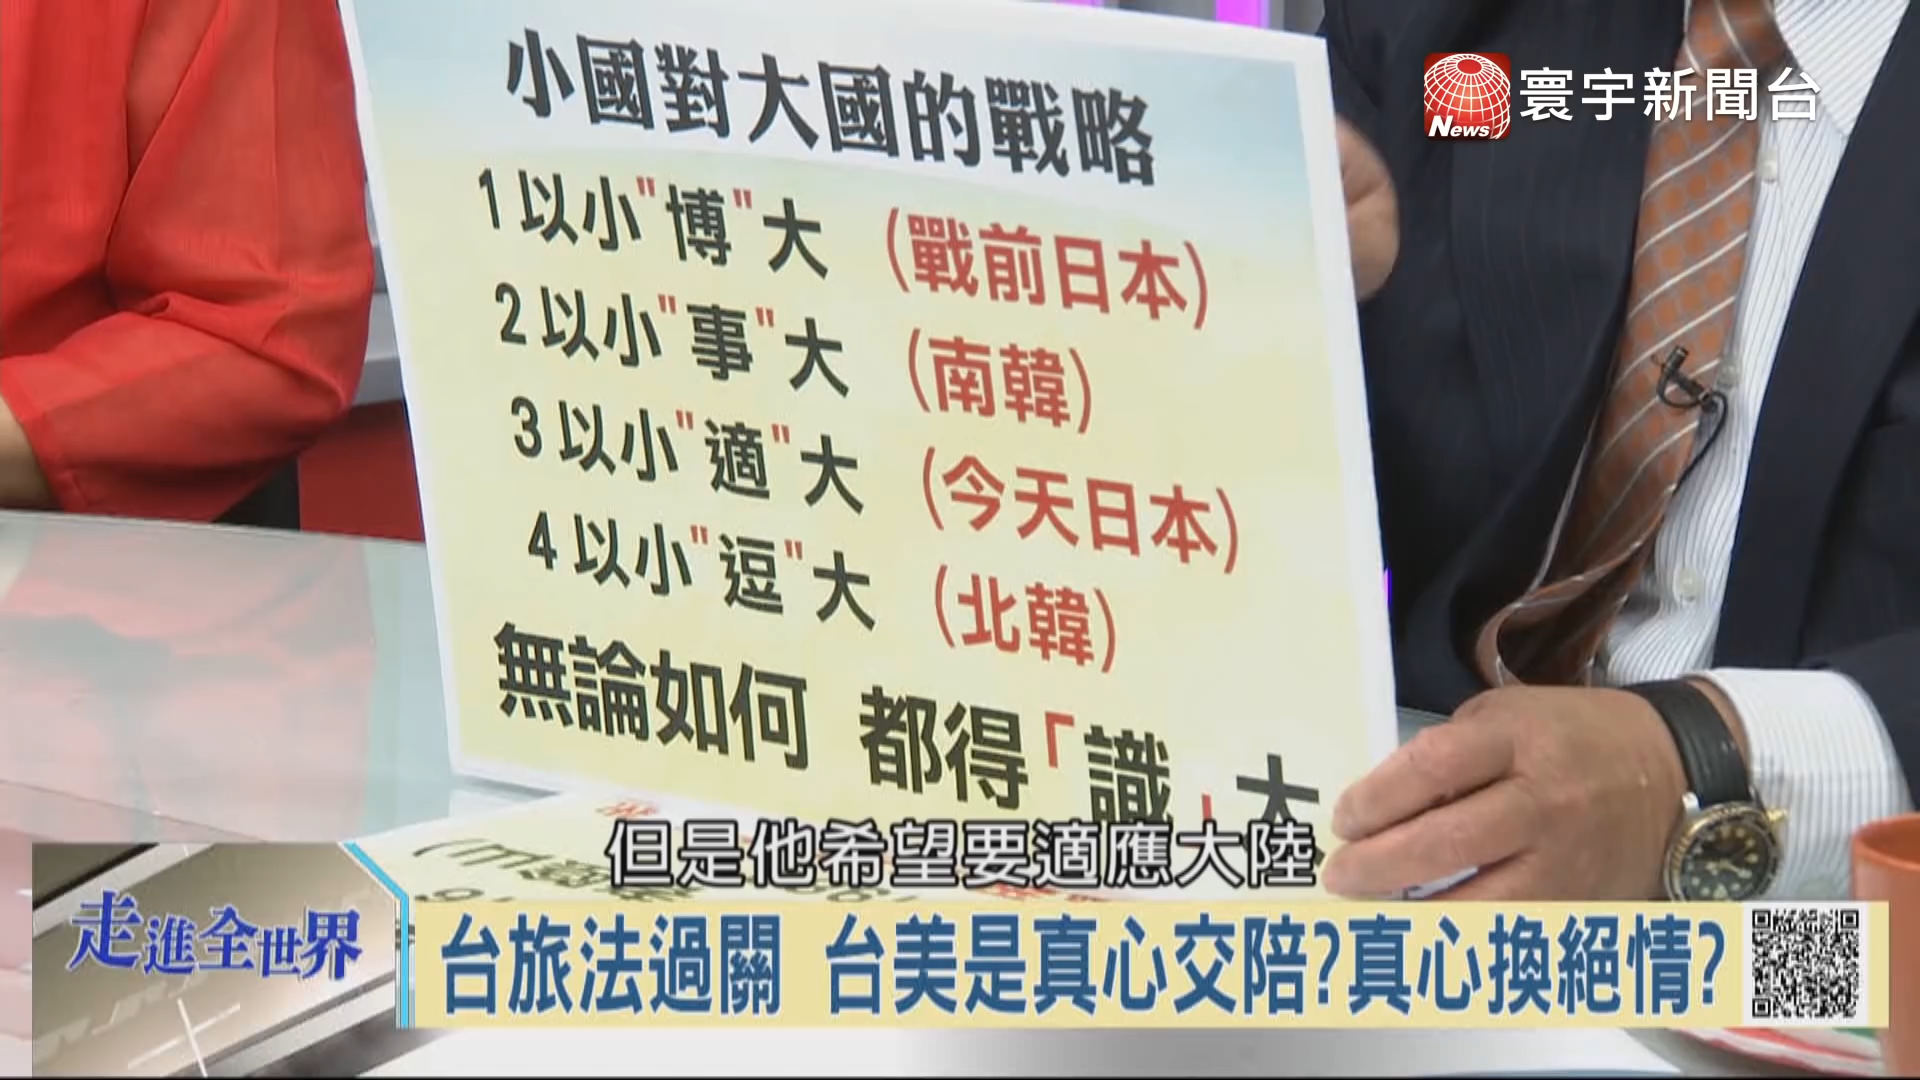 小國對大國的戰略
News 寰宇新聞台
1以小"博"大 (戰前日本)
2以小"事"大 (南韓)
3以小"適"大 (今天日本)
4以小"逗"大 (北韓)
無論如何 都得「識」大
但是他希望要適應大陸
走進全世界
台旅法過關 台美是真心交陪?真心換絕情?